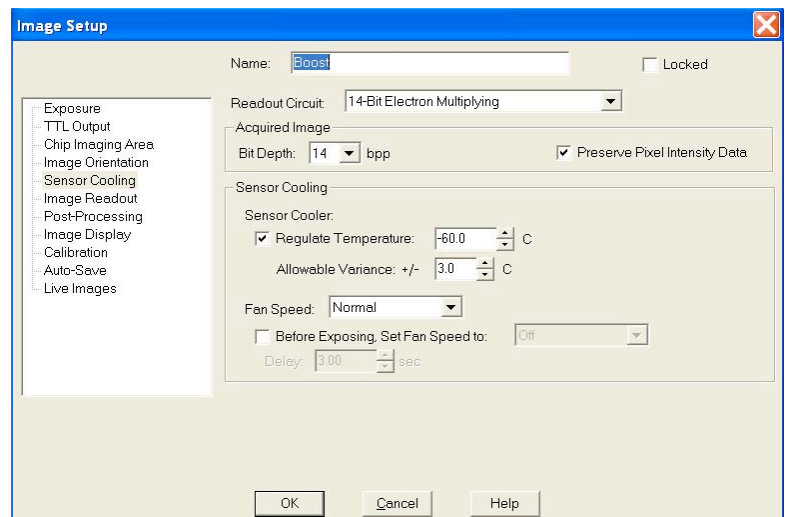 Image Setup
Name: Boost
Locked
Exposure
TTL Output
Chip Imaging Area
Image Orientation
Sensor Cooling
Image Readout
Post-Processing
Image Display
Calibration
Auto-Save
Live Images
Readout Circuit: 14-Bit Electron Multiplying
Acquired Image
Bit Depth: 14 bpp
Preserve Pixel Intensity Data
Sensor Cooling
Sensor Cooler:
Regulate Temperature: -60.0 C
Allowable Variance: +/- 3.0 C
Fan Speed: Normal
Before Exposing, Set Fan Speed to: Off
Delay: 3.00 sec
OK Cancel Help